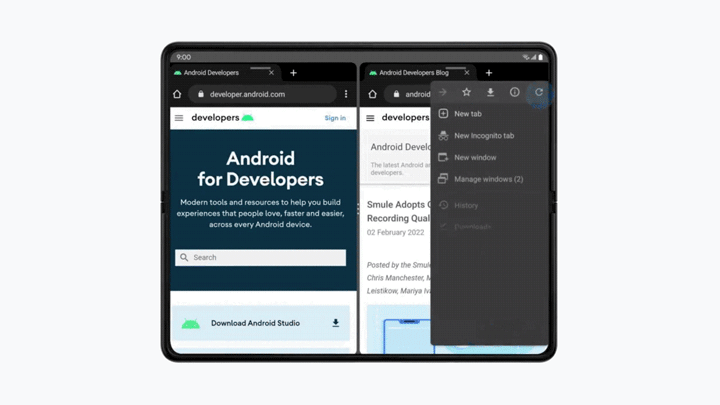 9:00
Android Developers
developer.android.com
developers
Sign in
Android
for Developers
Modern tools and resources to help you build
experiences that people love, faster and easier,
across every Android device.
Search
Download Android Studio
Android Developers Blog
android
developers
Android Develo
The latest Android a
developers.
Smule Adopts
Recording Qual
02 February 2022
Posted by the Smule
Chris Manchester, M
Leistikow, Mariya
New tab
New Incognito tab
New window
Manage windows (2)
History
Downloads